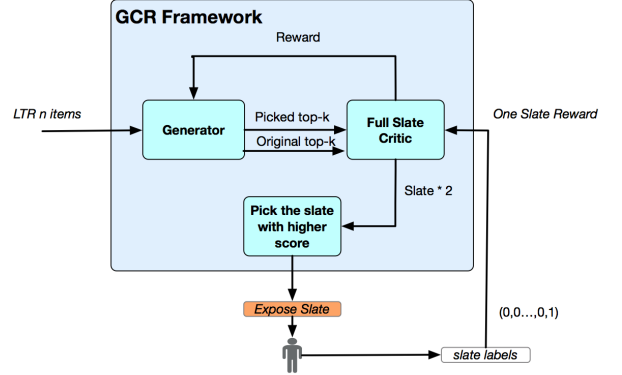 GCR Framework
Reward
LTR n items
Generator
Picked top-k
Original top-k
Full Slate
Critic
One Slate Reward
Slate * 2
Pick the slate
with higher
score
Expose Slate
(0,0...,0,1)
slate labels